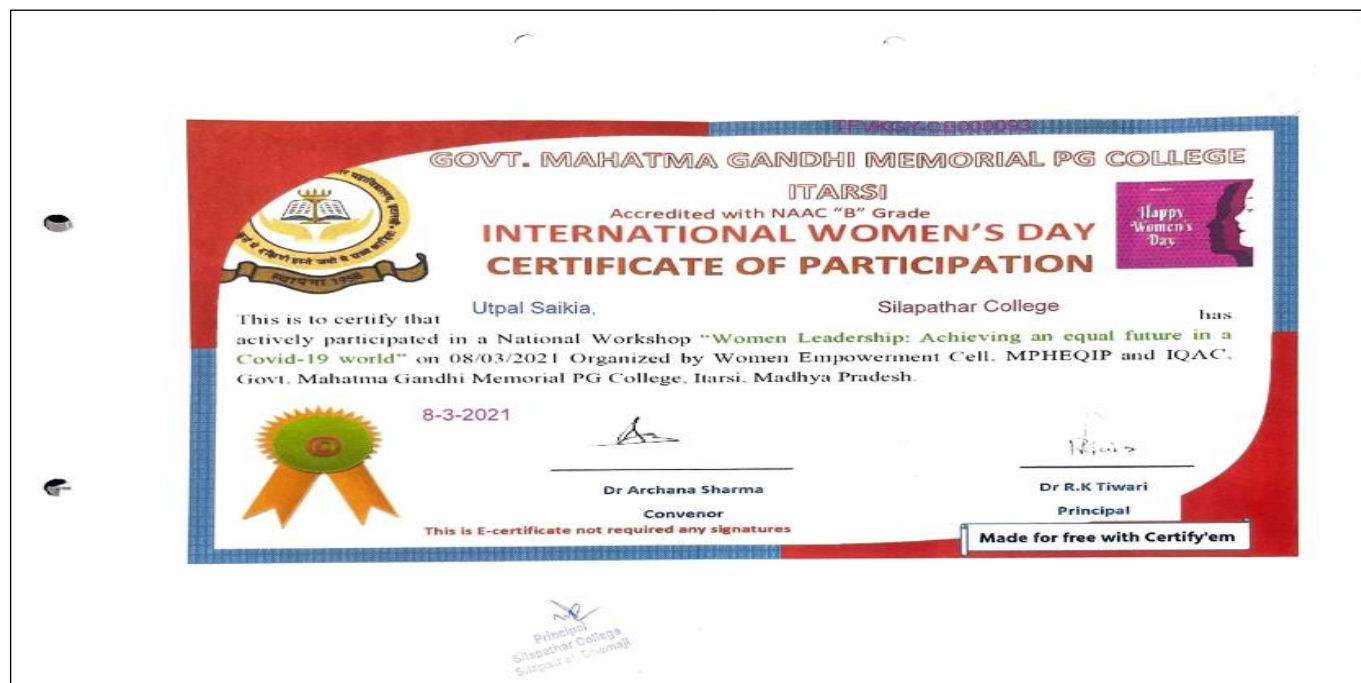 GOVT. MAHATMA GANDHI MEMORIAL PG COLLEGE
ITARSI
Accredited with NAAC “B” Grade
INTERNATIONAL WOMEN’S DAY
CERTIFICATE OF PARTICIPATION
Happy
Women's
Day
स्थापना 1958
Utpal Saikia, Silapathar College
This is to certify that has
actively participated in a National Workshop “Women Leadership: Achieving an equal future in a
Covid-19 world” on 08/03/2021 Organized by Women Empowerment Cell, MPHEQIP and IQAC,
Govt. Mahatma Gandhi Memorial PG College, Itarsi, Madhya Pradesh.
8-3-2021
Dr Archana Sharma
Convenor
Dr R.K Tiwari
Principal
This is E-certificate not required any signatures
Made for free with Certify'em
Principal
Silapathar College